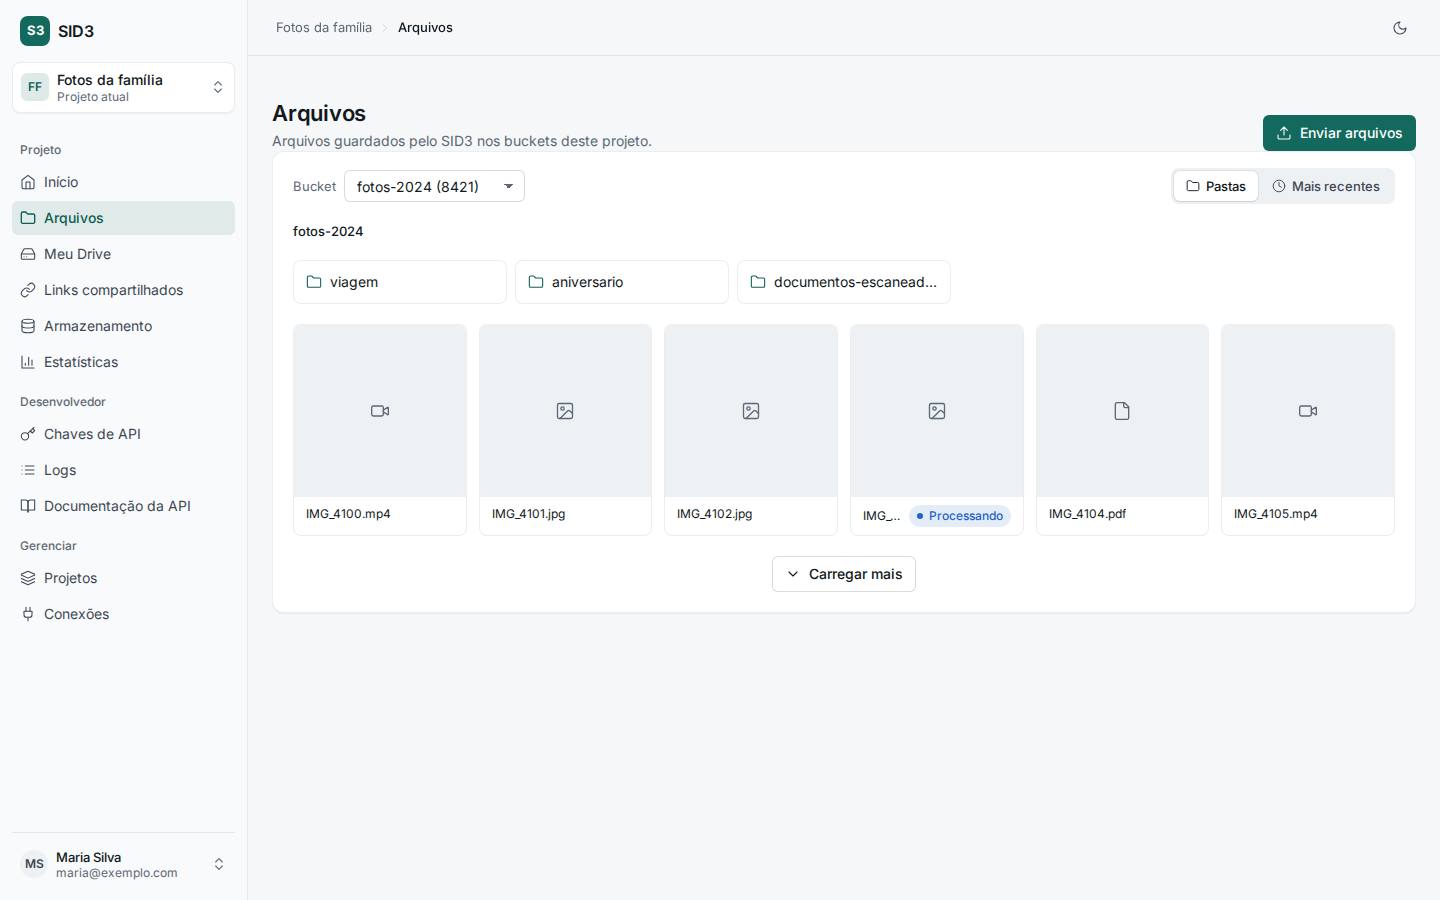 S3 SID3
FF Fotos da família
Projeto atual
Projeto
Início
Arquivos
Meu Drive
Links compartilhados
Armazenamento
Estatísticas
Desenvolvedor
Chaves de API
Logs
Documentação da API
Gerenciar
Projetos
Conexões
MS Maria Silva
maria@exemplo.com
Fotos da família Arquivos
Arquivos
Arquivos guardados pelo SID3 nos buckets deste projeto.
Enviar arquivos
Bucket fotos-2024 (8421)
Pastas Mais recentes
fotos-2024
viagem aniversario documentos-escanead...
IMG_4100.mp4 IMG_4101.jpg IMG_4102.jpg IMG_... Processando IMG_4104.pdf IMG_4105.mp4
Carregar mais